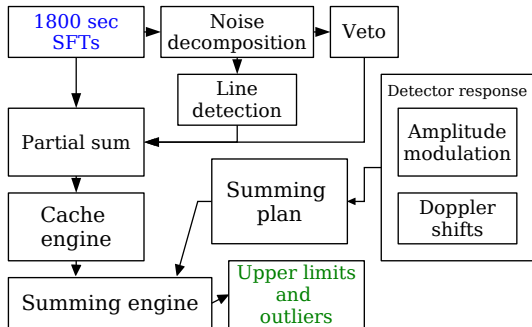 1800 sec
SFTs
Noise
decomposition
Veto
Line
detection
Detector response
Amplitude
modulation
Doppler
shifts
Partial sum
Summing
plan
Cache
engine
Summing engine
Upper limits
and
outliers